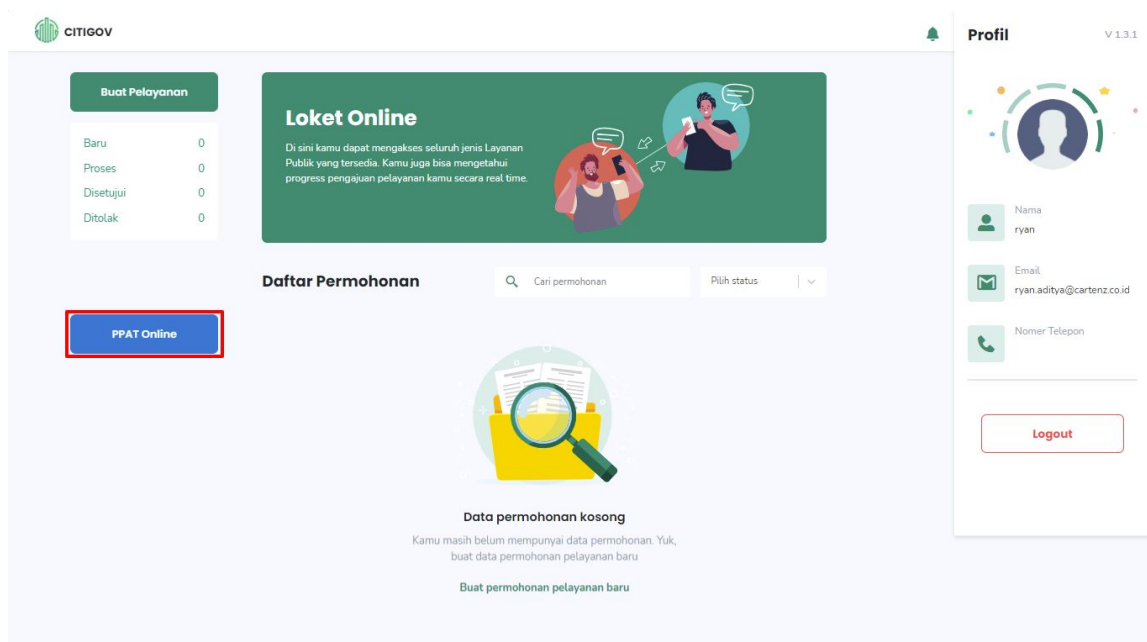 CITIGOV
Buat Pelayanan
Baru 0
Proses 0
Disetujui 0
Ditolak 0
PPAT Online
Loket Online
Di sini kamu dapat mengakses seluruh jenis Layanan
Publik yang tersedia. Kamu juga bisa mengetahui
progress pengajuan pelayanan kamu secara real time.
Daftar Permohonan
Cari permohonan
Pilih status
Data permohonan kosong
Kamu masih belum mempunyai data permohonan. Yuk,
buat data permohonan pelayanan baru
Buat permohonan pelayanan baru
Profil V 1.3.1
Nama
ryan
Email
ryan.aditya@cartenz.co.id
Nomer Telepon
Logout